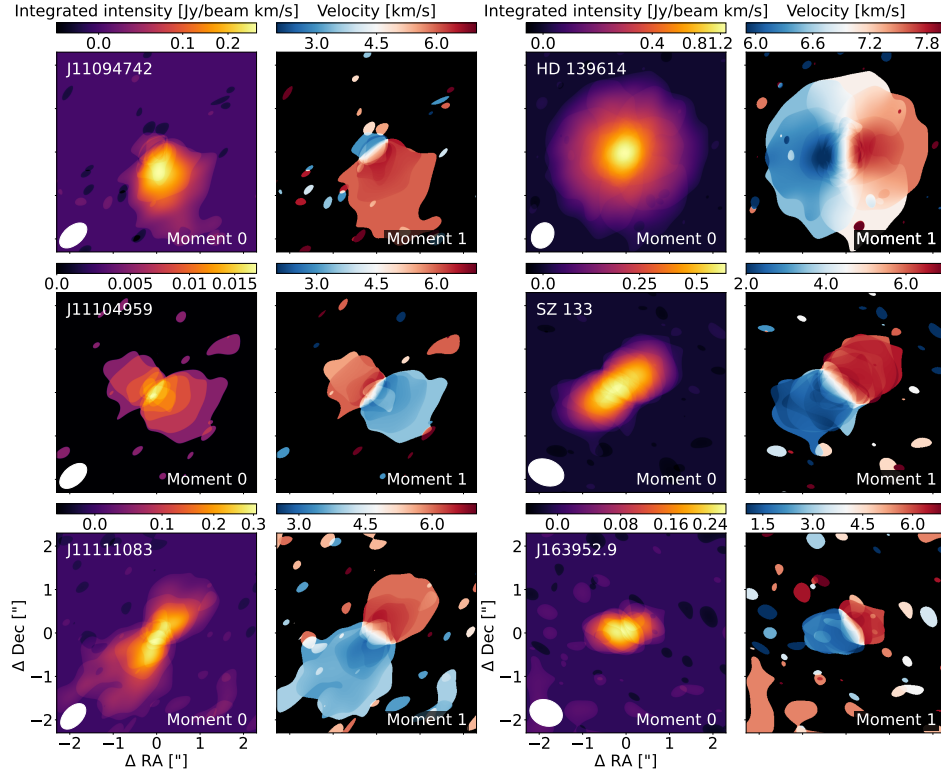 Integrated intensity [Jy/beam km/s] Velocity [km/s] Integrated intensity [Jy/beam km/s] Velocity [km/s]
0.0 0.1 0.2 3.0 4.5 6.0 0.0 0.4 0.8 1.2 6.0 6.6 7.2 7.8
J11094742 HD 139614
Moment 0 Moment 1 Moment 0 Moment 1
0.0 0.005 0.01 0.015 3.0 4.5 6.0 0.0 0.25 0.5 2.0 4.0 6.0
J11104959 SZ 133
Moment 0 Moment 1 Moment 0 Moment 1
0.0 0.1 0.2 0.3 3.0 4.5 6.0 0.0 0.08 0.16 0.24 1.5 3.0 4.5 6.0
J11111083 J163952.9
2
1
0
−1
−2
Δ Dec ["] Δ Dec ["]
Moment 0 Moment 1 Moment 0 Moment 1
−2 −1 0 1 2 −2 −1 0 1 2
Δ RA ["] Δ RA ["]